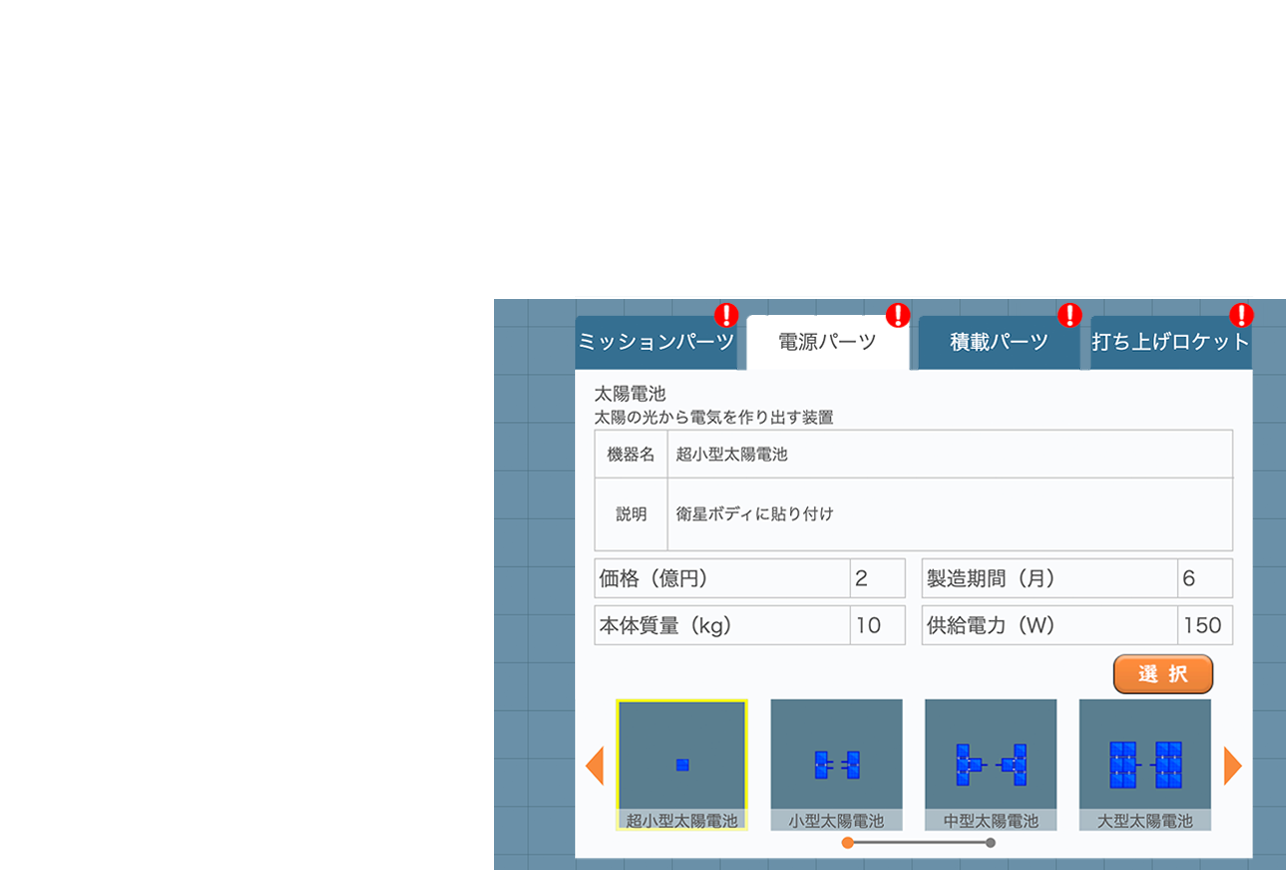 ミッションパーツ 電源パーツ 積載パーツ 打ち上げロケット
太陽電池
太陽の光から電気を作り出す装置
機器名 超小型太陽電池
説明 衛星ボディに貼り付け
価格（億円） 2 製造期間（月） 6
本体質量（kg） 10 供給電力（W） 150
選択
超小型太陽電池 小型太陽電池 中型太陽電池 大型太陽電池